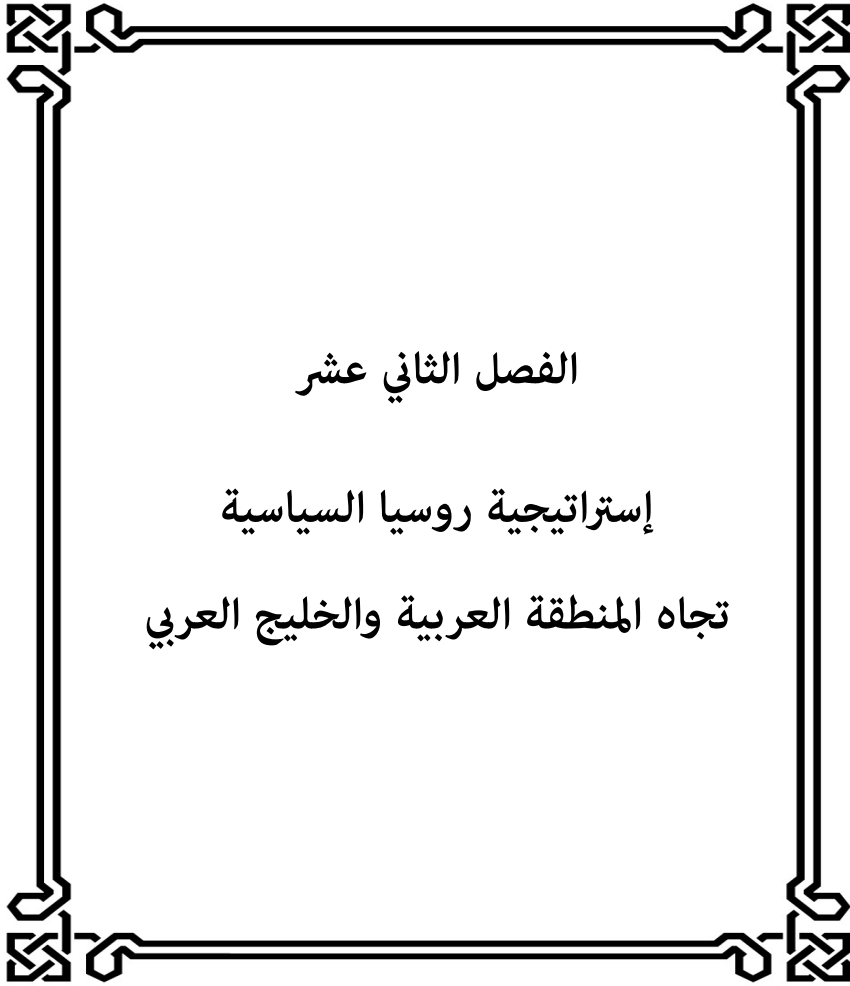 الفصل الثاني عشر
إستراتيجية روسيا السياسية
تجاه المنطقة العربية والخليج العربي